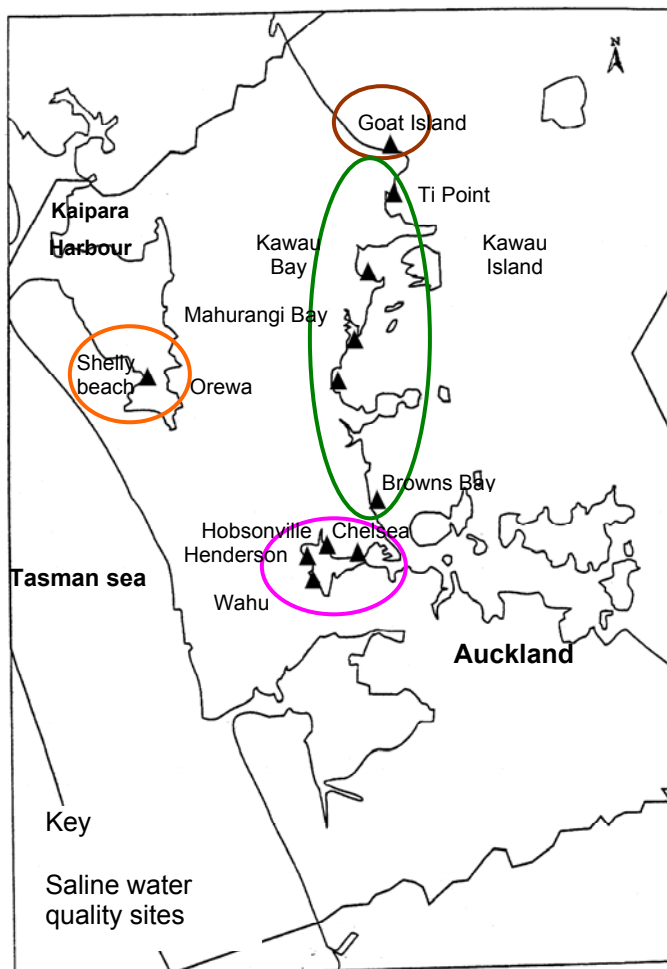 N
Goat Island
Ti Point
Kaipara
Harbour
Kawau
Bay
Kawau
Island
Mahurangi Bay
Shelly
beach
Orewa
Browns Bay
Hobsonville
Chelsea
Henderson
Tasman sea
Wahu
Auckland
Key
Saline water
quality sites